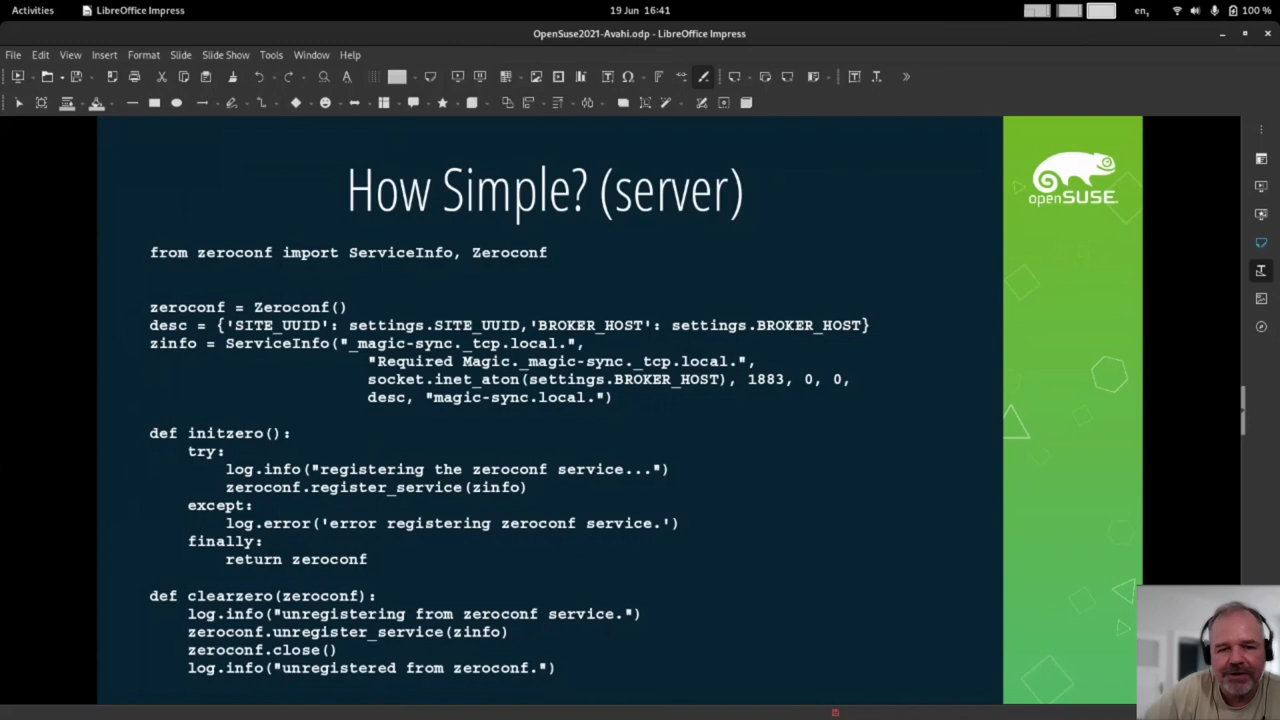 Activities
LibreOffice Impress
19 Jun 16:41
en
100 %
OpenSuse2021-Avahi.odp - LibreOffice Impress
File Edit View Insert Format Slide Slide Show Tools Window Help
How Simple? (server)
openSUSE
from zeroconf import ServiceInfo, Zeroconf
zeroconf = Zeroconf()
desc = {'SITE_UUID': settings.SITE_UUID,'BROKER_HOST': settings.BROKER_HOST}
zinfo = ServiceInfo("_magic-sync._tcp.local.",
"Required Magic._magic-sync._tcp.local.",
socket.inet_aton(settings.BROKER_HOST), 1883, 0, 0,
desc, "magic-sync.local.")
def initzero():
try:
log.info("registering the zeroconf service...")
zeroconf.register_service(zinfo)
except:
log.error('error registering zeroconf service.')
finally:
return zeroconf
def clearzero(zeroconf):
log.info("unregistering from zeroconf service.")
zeroconf.unregister_service(zinfo)
zeroconf.close()
log.info("unregistered from zeroconf.")